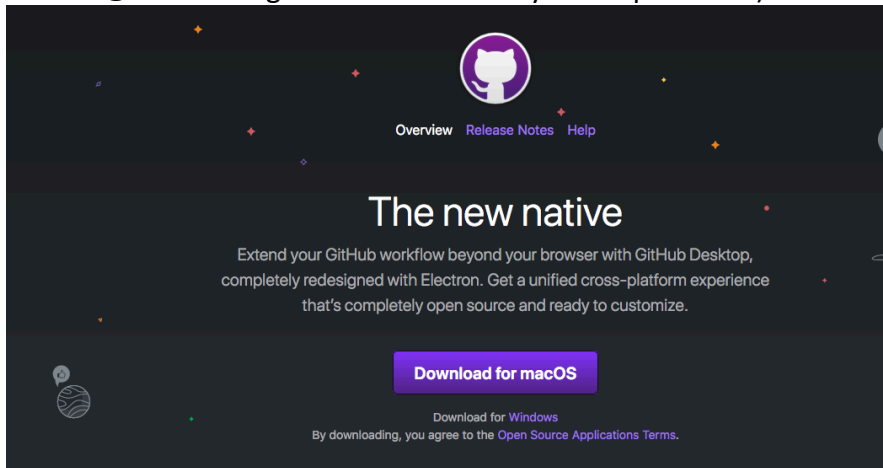 Overview Release Notes Help
The new native
Extend your GitHub workflow beyond your browser with GitHub Desktop,
completely redesigned with Electron. Get a unified cross-platform experience
that's completely open source and ready to customize.
Download for macOS
Download for Windows
By downloading, you agree to the Open Source Applications Terms.